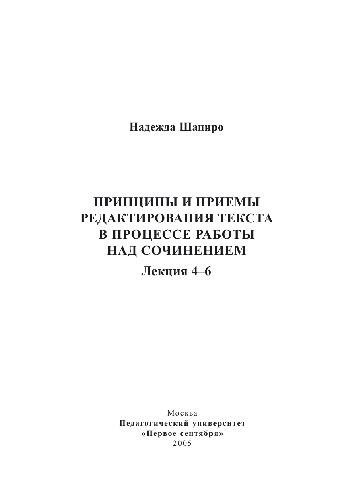 Надежда Шапиро
ПРИНЦИПЫ И ПРИЕМЫ
РЕДАКТИРОВАНИЯ ТЕКСТА
В ПРОЦЕССЕ РАБОТЫ
НАД СОЧИНЕНИЕМ
Лекция 4–6
Москва
Педагогический университет
«Первое сентября»
2005